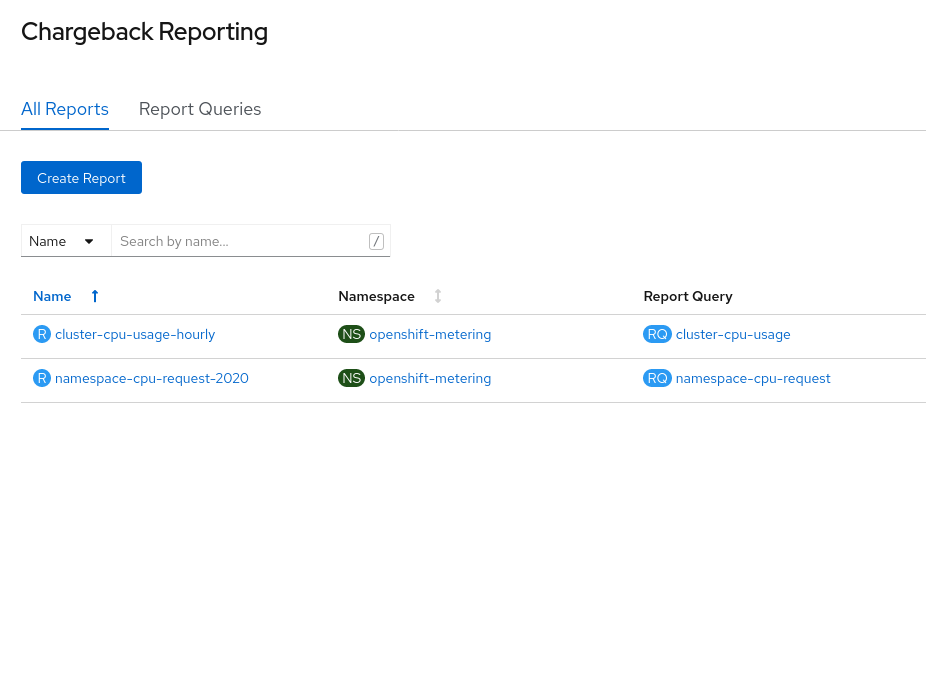 Chargeback Reporting
All Reports Report Queries
Create Report
Name Search by name... /
Name Namespace Report Query
R cluster-cpu-usage-hourly NS openshift-metering RQ cluster-cpu-usage
R namespace-cpu-request-2020 NS openshift-metering RQ namespace-cpu-request